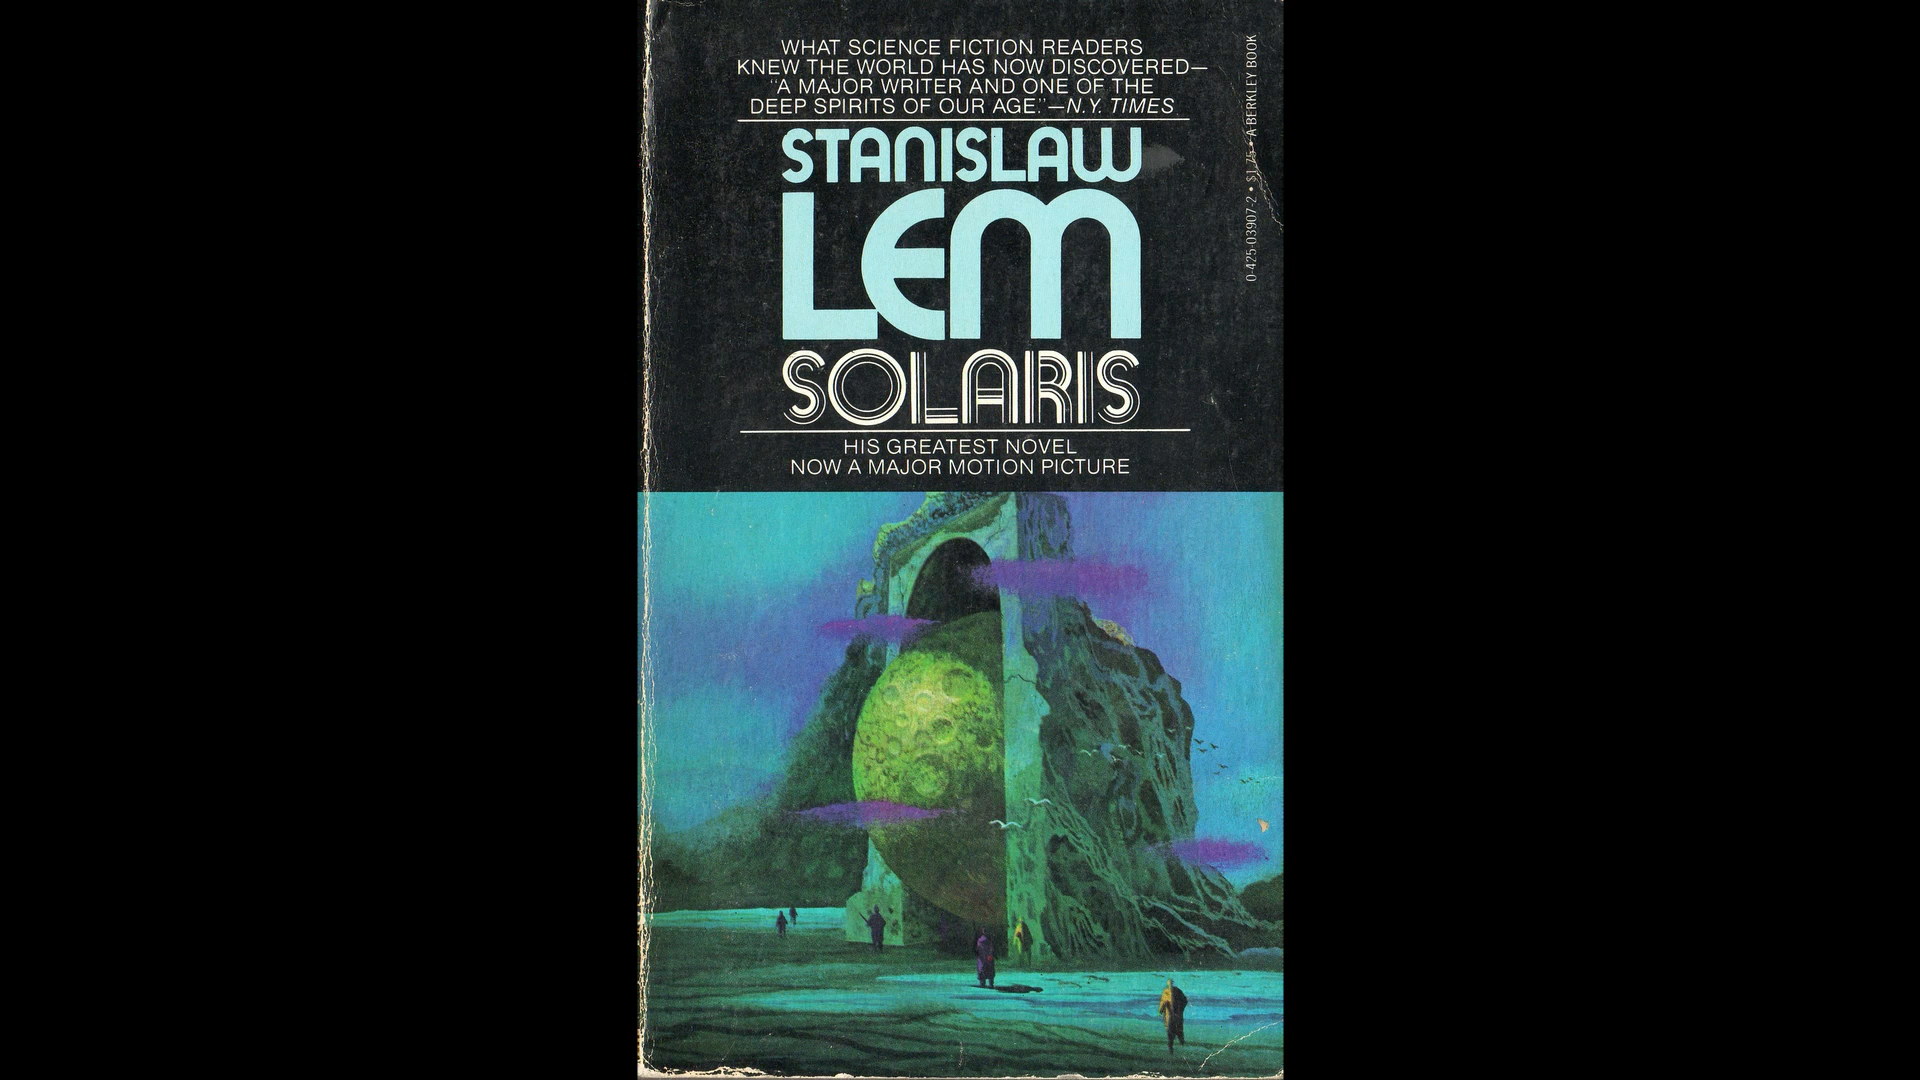 WHAT SCIENCE FICTION READERS
KNEW THE WORLD HAS NOW DISCOVERED—
"A MAJOR WRITER AND ONE OF THE
DEEP SPIRITS OF OUR AGE."—N.Y. TIMES
STANISLAW
LEM
SOLARIS
HIS GREATEST NOVEL
NOW A MAJOR MOTION PICTURE
0-425-03907-2 • $1.75 • A BERKLEY BOOK